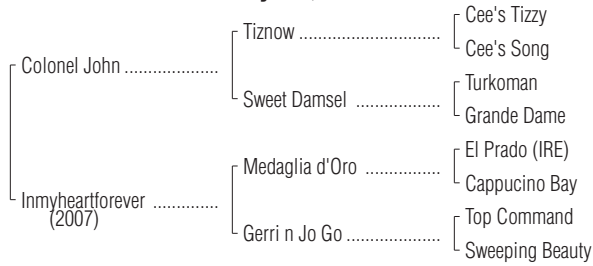 Cee's Tizzy
Tiznow ..............................
Cee's Song
Colonel John ....................
Turkoman
Sweet Damsel ..................
Grande Dame
El Prado (IRE)
Medaglia d'Oro ................
Cappucino Bay
Inmyheartforever ..............
(2007)
Top Command
Gerri n Jo Go ....................
Sweeping Beauty